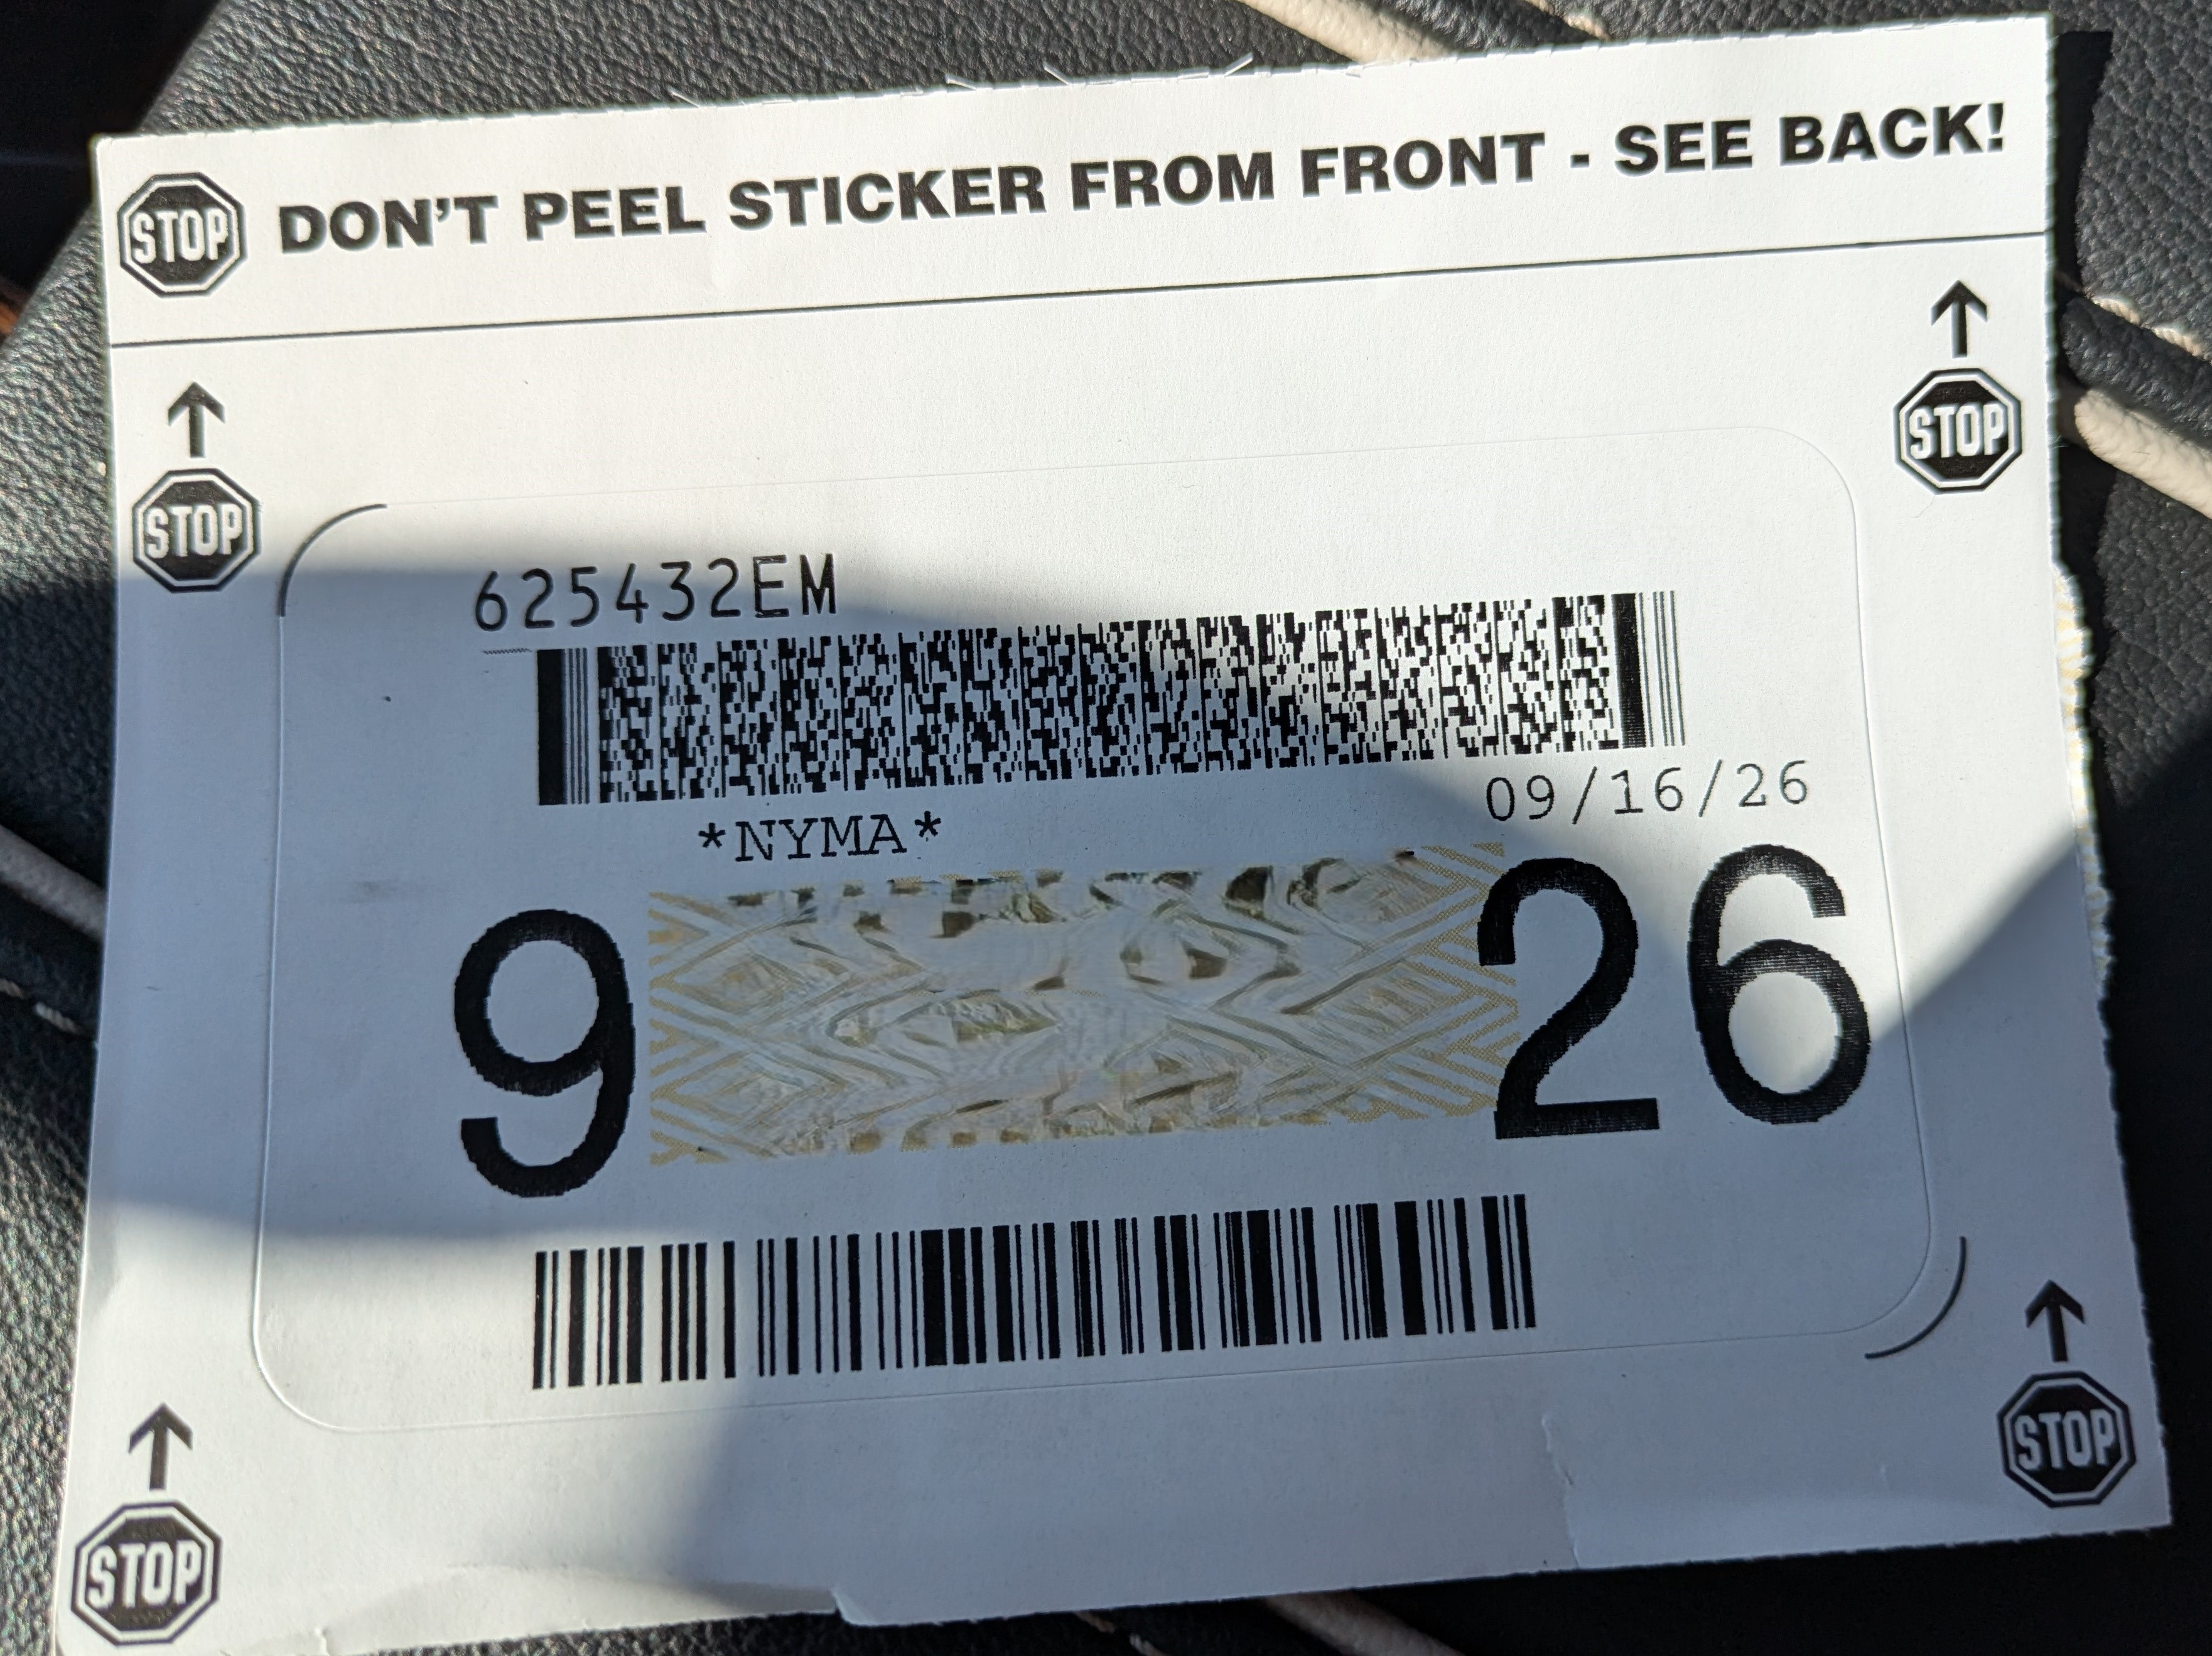 STOP DON'T PEEL STICKER FROM FRONT - SEE BACK!
STOP
STOP
625432EM
09/16/26
*NYMA*
9 26
STOP
STOP